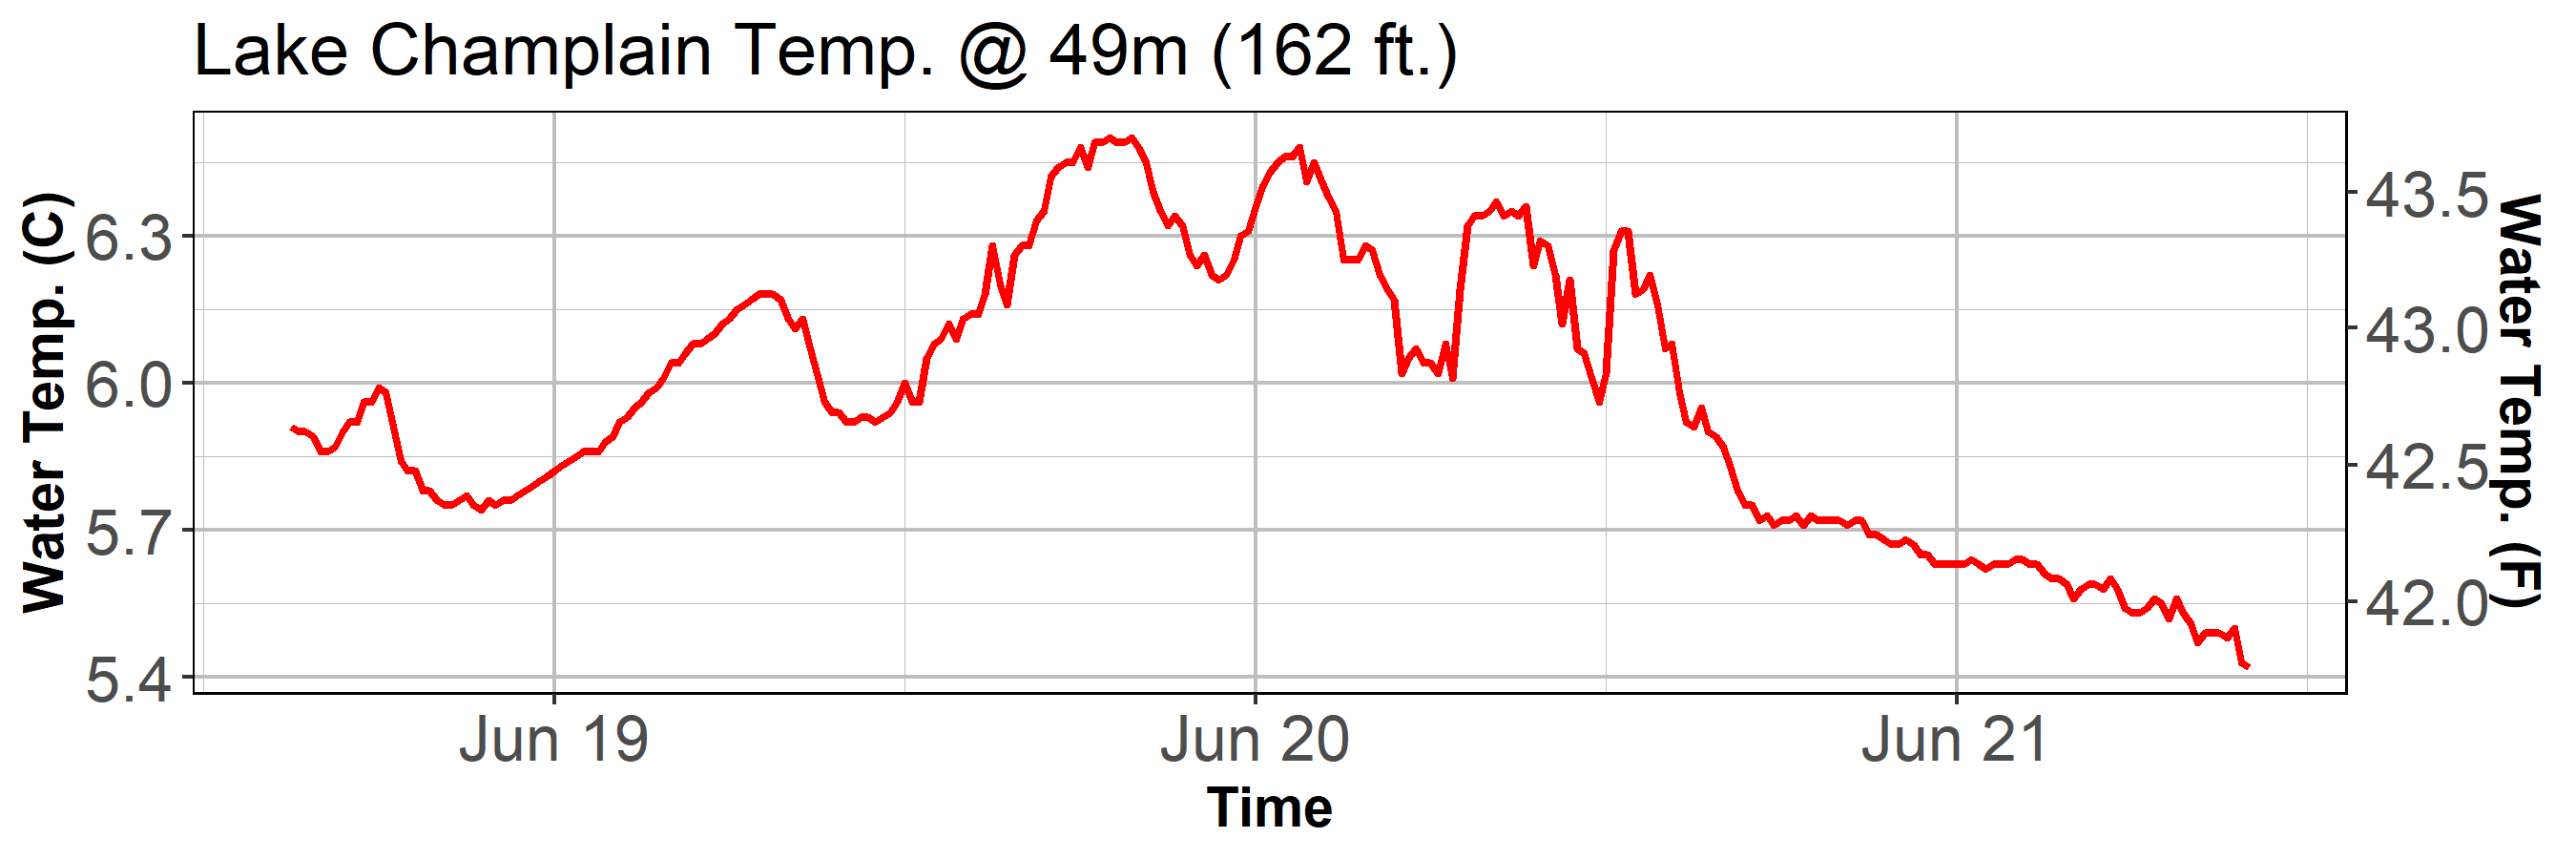 Lake Champlain Temp. @ 49m (162 ft.)
Water Temp. (C)
6.3
6.0
5.7
5.4
43.5
43.0
42.5
42.0
Water Temp. (F)
Jun 19
Jun 20
Jun 21
Time